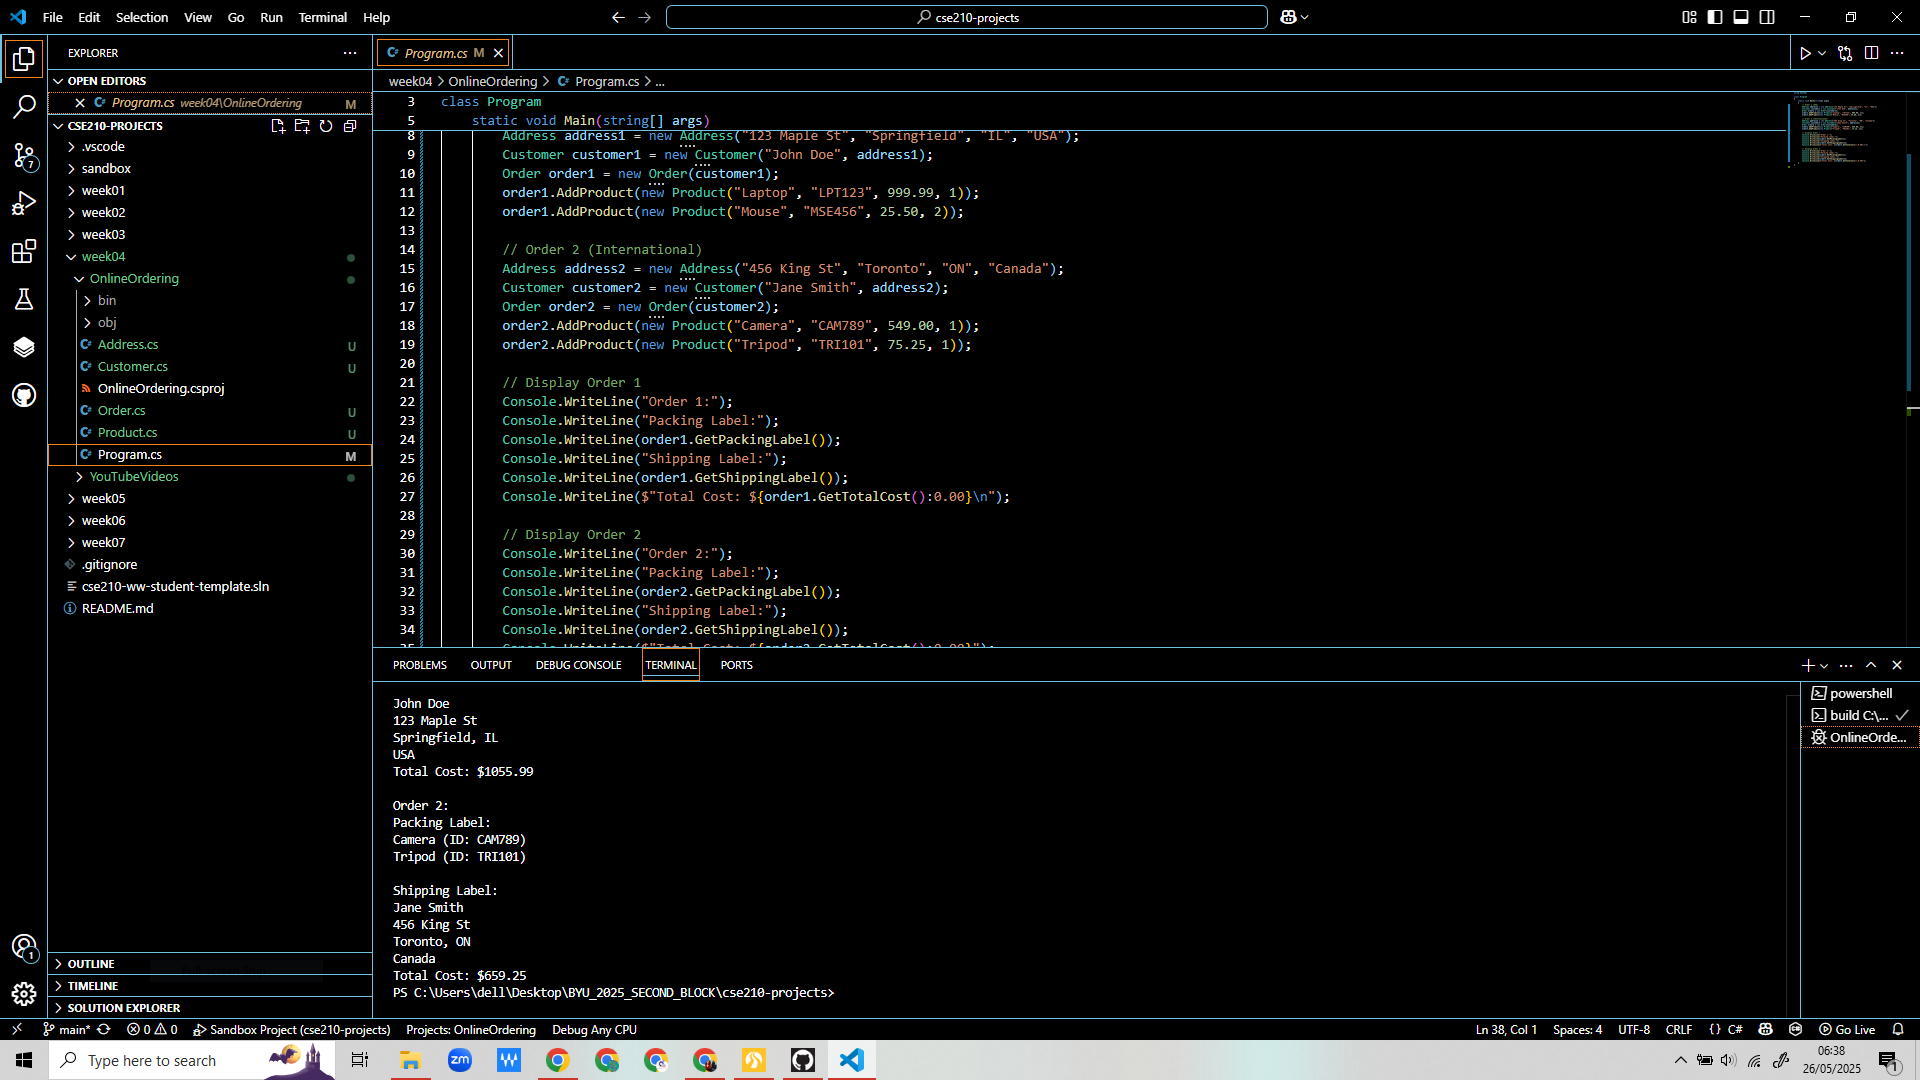 File Edit Selection View Go Run Terminal Help
cse210-projects
EXPLORER
OPEN EDITORS
Program.cs week04\OnlineOrdering M
CSE210-PROJECTS
.vscode
sandbox
week01
week02
week03
week04
OnlineOrdering
bin
obj
Address.cs U
Customer.cs U
OnlineOrdering.csproj
Order.cs U
Product.cs U
Program.cs M
YouTubeVideos
week05
week06
week07
.gitignore
cse210-ww-student-template.sln
README.md
OUTLINE
TIMELINE
SOLUTION EXPLORER
7
1
Program.cs M
week04 > OnlineOrdering > Program.cs > ...
3 class Program
5 static void Main(string[] args)
8 Address address1 = new Address("123 Maple St", "Springfield", "IL", "USA");
9 Customer customer1 = new Customer("John Doe", address1);
10 Order order1 = new Order(customer1);
11 order1.AddProduct(new Product("Laptop", "LPT123", 999.99, 1));
12 order1.AddProduct(new Product("Mouse", "MSE456", 25.50, 2));
13
14 // Order 2 (International)
15 Address address2 = new Address("456 King St", "Toronto", "ON", "Canada");
16 Customer customer2 = new Customer("Jane Smith", address2);
17 Order order2 = new Order(customer2);
18 order2.AddProduct(new Product("Camera", "CAM789", 549.00, 1));
19 order2.AddProduct(new Product("Tripod", "TRI101", 75.25, 1));
20
21 // Display Order 1
22 Console.WriteLine("Order 1:");
23 Console.WriteLine("Packing Label:");
24 Console.WriteLine(order1.GetPackingLabel());
25 Console.WriteLine("Shipping Label:");
26 Console.WriteLine(order1.GetShippingLabel());
27 Console.WriteLine($"Total Cost: ${order1.GetTotalCost():0.00}\n");
28
29 // Display Order 2
30 Console.WriteLine("Order 2:");
31 Console.WriteLine("Packing Label:");
32 Console.WriteLine(order2.GetPackingLabel());
33 Console.WriteLine("Shipping Label:");
34 Console.WriteLine(order2.GetShippingLabel());
35 Console.WriteLine($"Total Cost: ${order2.GetTotalCost():0.00}");
PROBLEMS OUTPUT DEBUG CONSOLE TERMINAL PORTS
John Doe
123 Maple St
Springfield, IL
USA
Total Cost: $1055.99
Order 2:
Packing Label:
Camera (ID: CAM789)
Tripod (ID: TRI101)
Shipping Label:
Jane Smith
456 King St
Toronto, ON
Canada
Total Cost: $659.25
PS C:\Users\dell\Desktop\BYU_2025_SECOND_BLOCK\cse210-projects>
powershell
build C:\...
OnlineOrde...
main* 0 0 Sandbox Project (cse210-projects) Projects: OnlineOrdering Debug Any CPU Ln 38, Col 1 Spaces: 4 UTF-8 CRLF {} C# Go Live
Type here to search
zm
06:38
26/05/2025
1